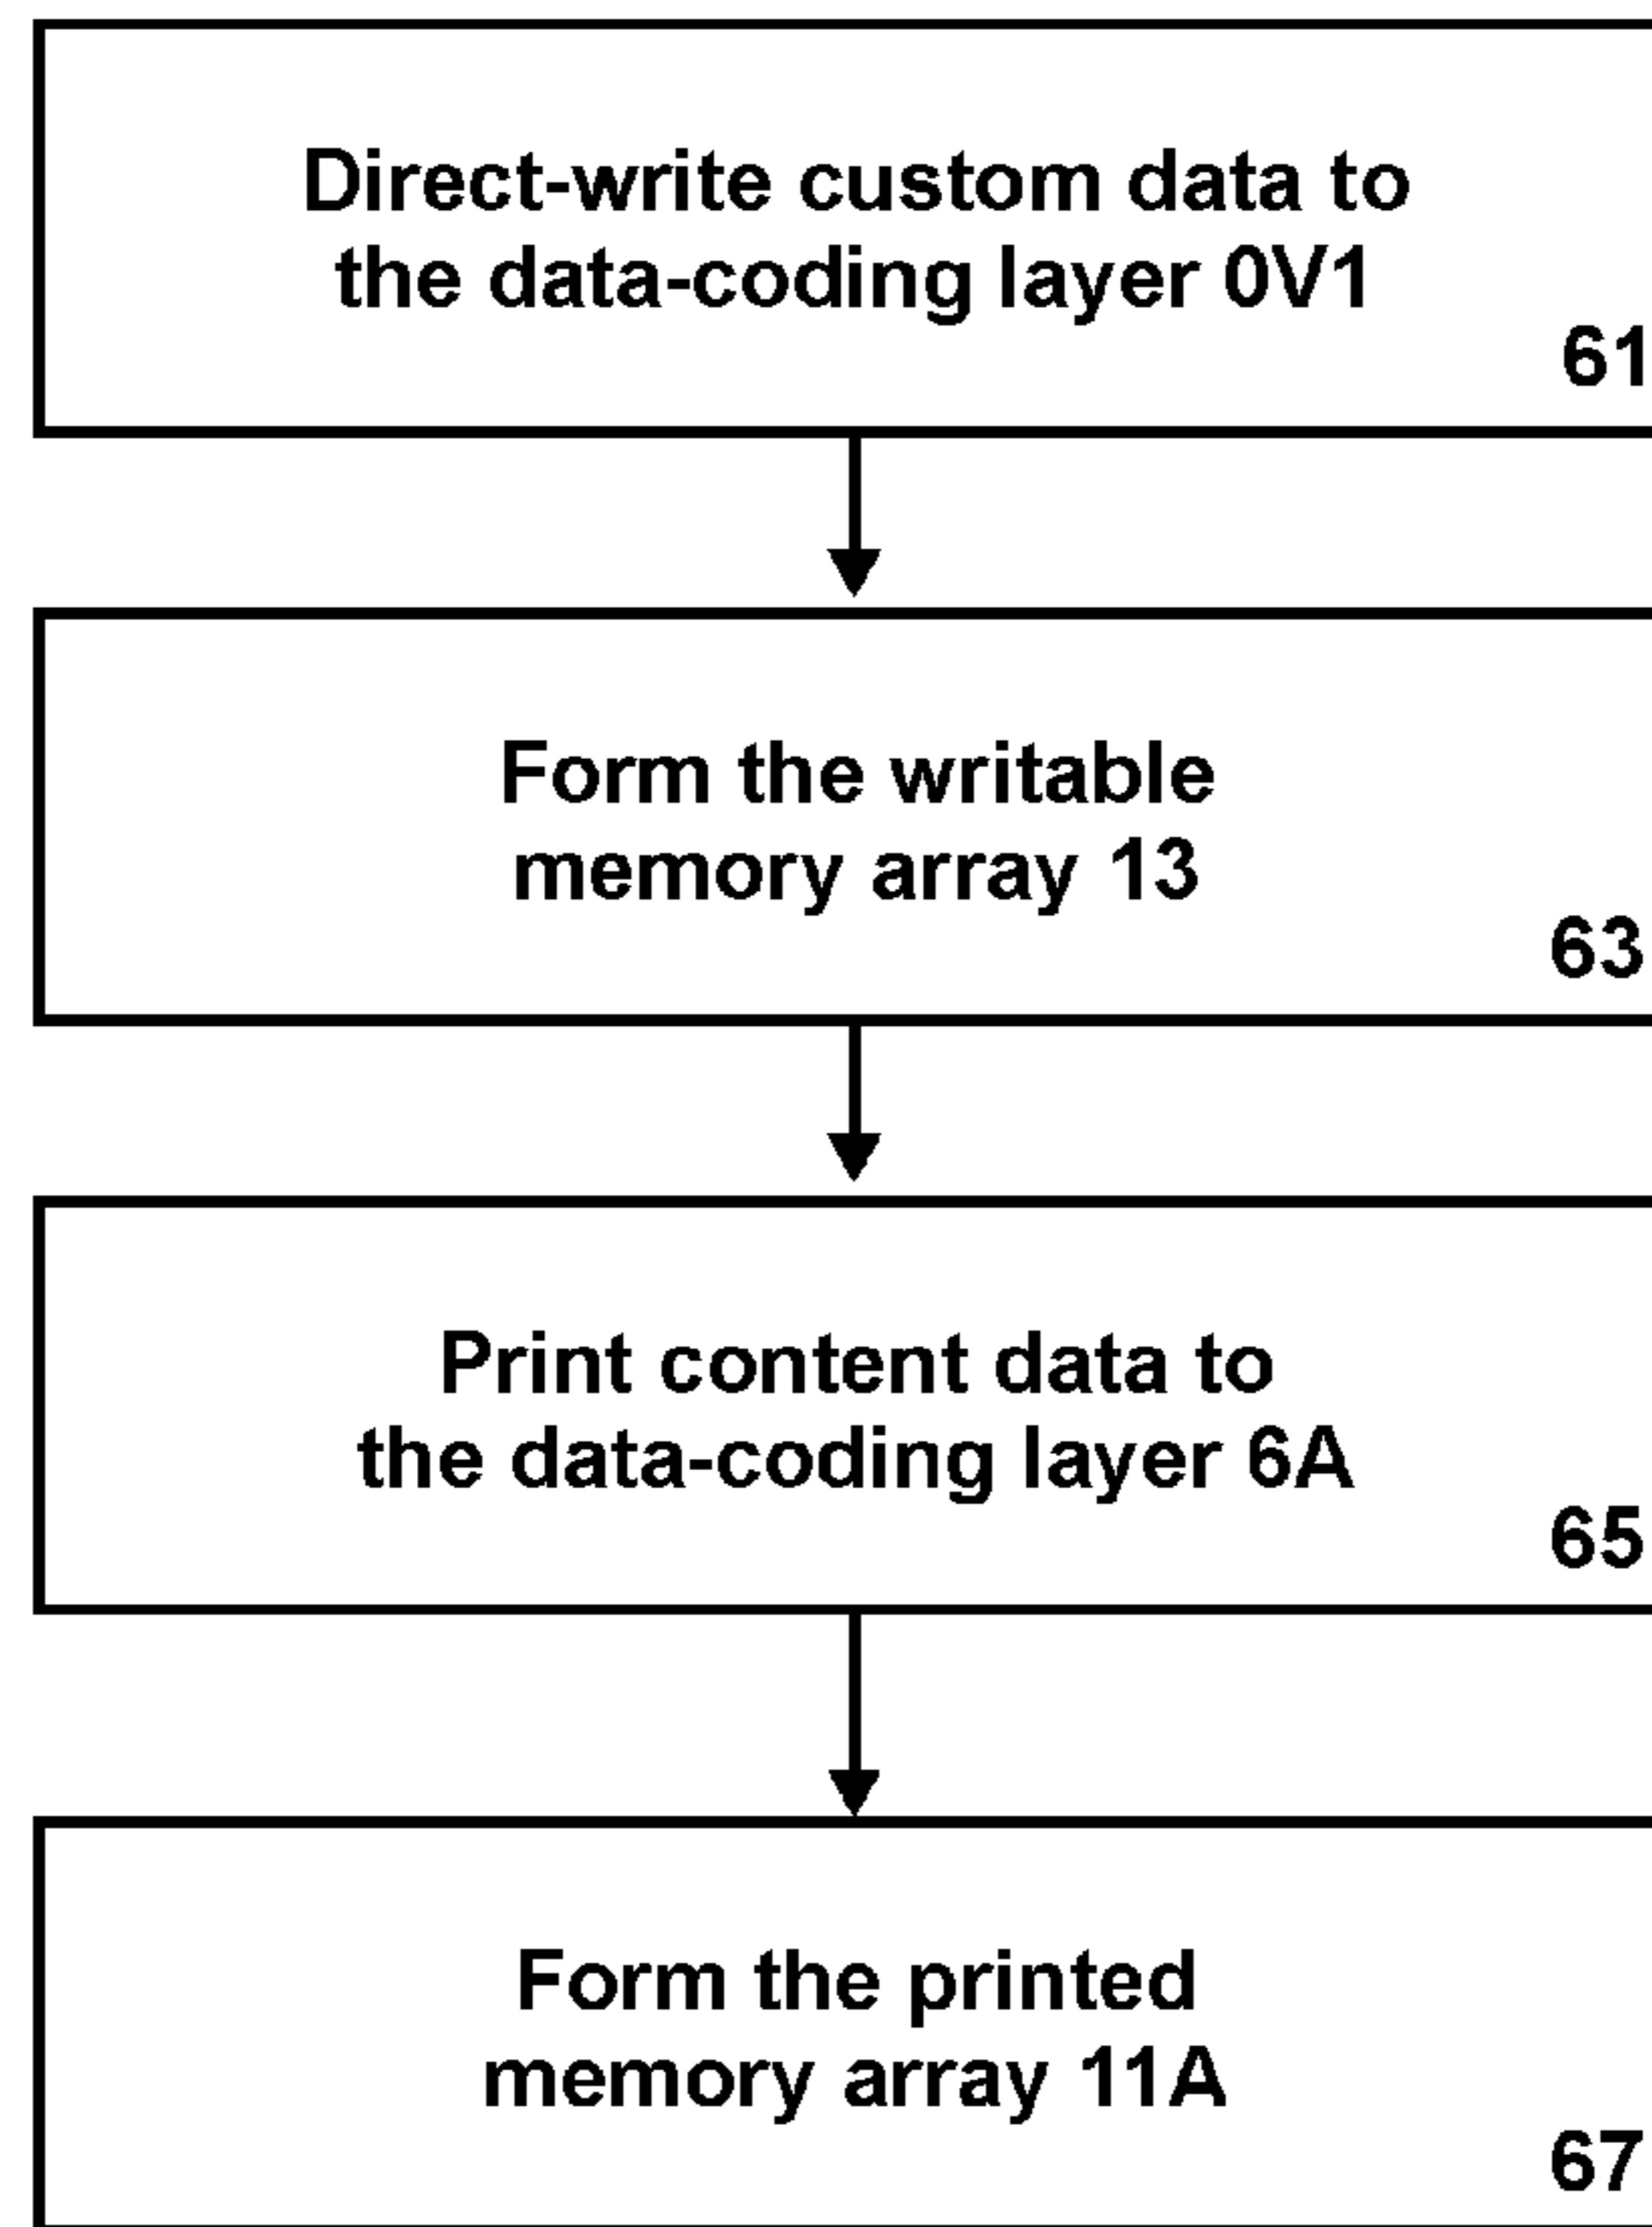 Direct-write custom data to
the data-coding layer 0V1
61
Form the writable
memory array 13
63
Print content data to
the data-coding layer 6A
65
Form the printed
memory array 11A
67